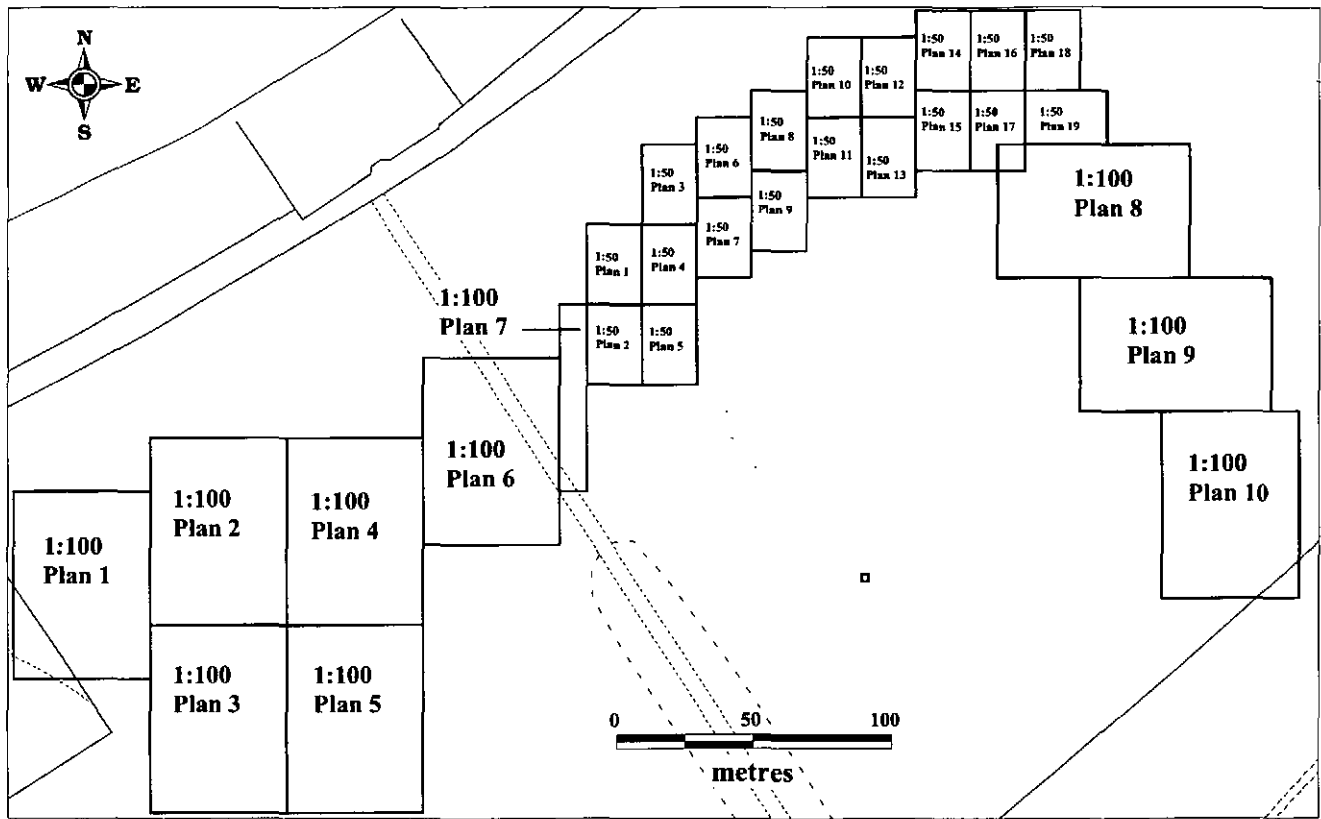 N
W E
S
1:50
Plan 14
1:50
Plan 16
1:50
Plan 18
1:50
Plan 10
1:50
Plan 12
1:50
Plan 8
1:50
Plan 15
1:50
Plan 17
1:50
Plan 19
1:50
Plan 6
1:50
Plan 11
1:50
Plan 13
1:50
Plan 3
1:50
Plan 9
1:100
Plan 8
1:50
Plan 7
1:50
Plan 1
1:50
Plan 4
1:100
Plan 7
1:50
Plan 2
1:50
Plan 5
1:100
Plan 9
1:100
Plan 6
1:100
Plan 10
1:100
Plan 2
1:100
Plan 4
1:100
Plan 1
1:100
Plan 3
1:100
Plan 5
0 50 100
metres